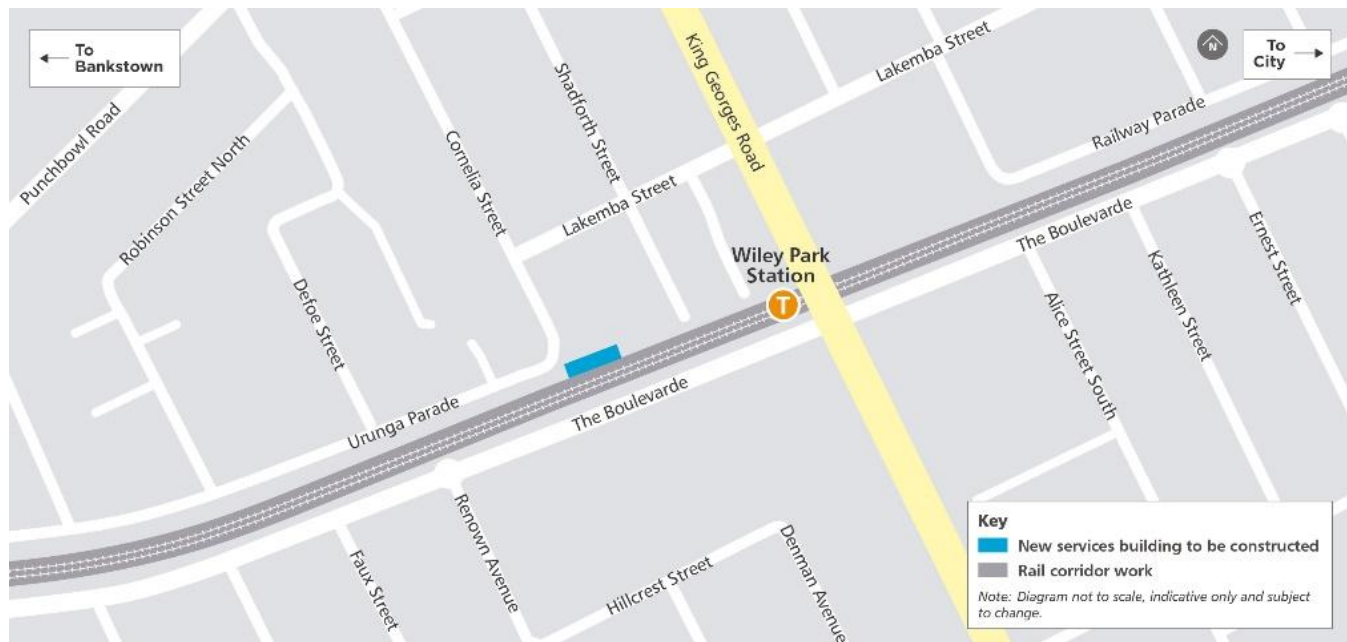 To
Bankstown
N
To
City
Punchbowl Road
Robinson Street North
Cornelia Street
Shadforth Street
King Georges Road
Lakemba Street
Lakemba Street
Railway Parade
Wiley Park
Station
T
The Boulevarde
Defoe Street
Urunga Parade
The Boulevarde
Alice Street South
Kathleen Street
Ernest Street
Faux Street
Renown Avenue
Hillcrest Street
Denman Avenue
Key
New services building to be constructed
Rail corridor work
Note: Diagram not to scale, indicative only and subject
to change.